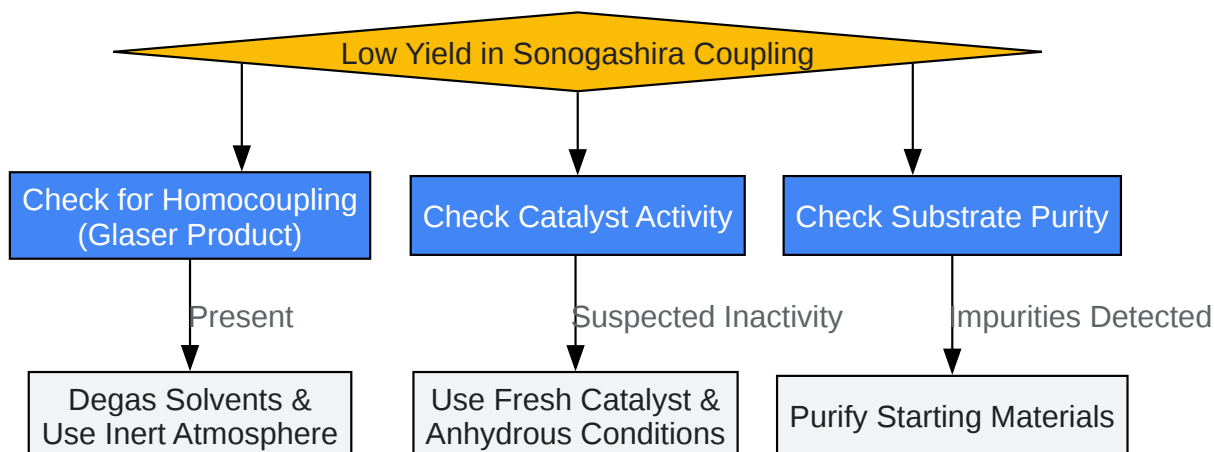 Low Yield in Sonogashira Coupling
Check for Homocoupling
(Glaser Product)
Check Catalyst Activity
Check Substrate Purity
Present
Suspected Inactivity
Impurities Detected
Degas Solvents &
Use Inert Atmosphere
Use Fresh Catalyst &
Anhydrous Conditions
Purify Starting Materials